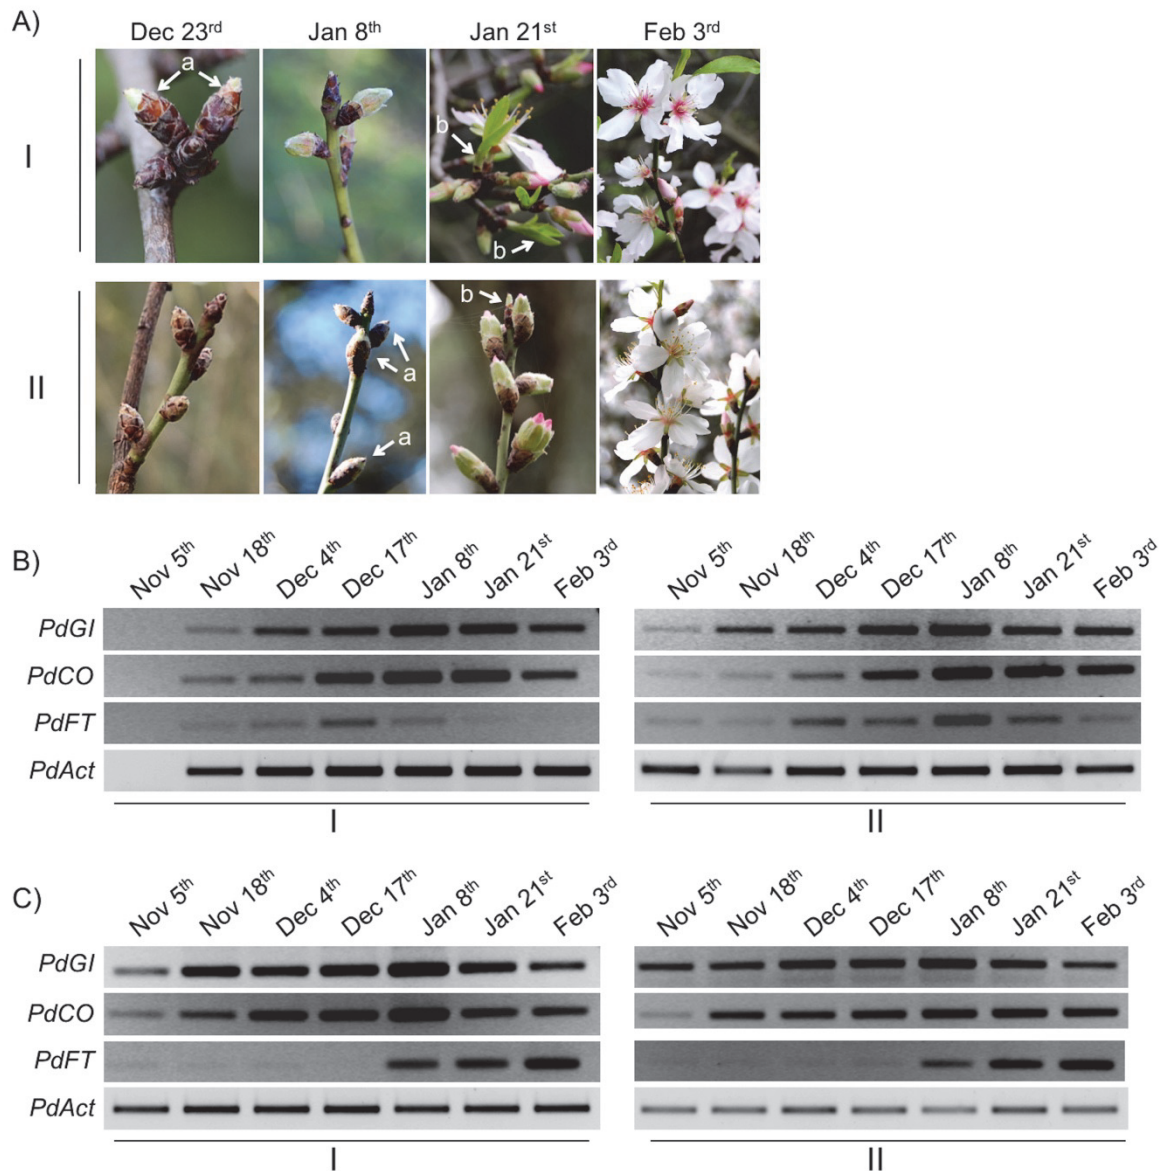 A)
Dec 23rd Jan 8th Jan 21st Feb 3rd
I
a
b
b
II
a
a
b
B)
Nov 5th Nov 18th Dec 4th Dec 17th Jan 8th Jan 21st Feb 3rd
Nov 5th Nov 18th Dec 4th Dec 17th Jan 8th Jan 21st Feb 3rd
PdGI
PdCO
PdFT
PdAct
I
II
C)
Nov 5th Nov 18th Dec 4th Dec 17th Jan 8th Jan 21st Feb 3rd
Nov 5th Nov 18th Dec 4th Dec 17th Jan 8th Jan 21st Feb 3rd
PdGI
PdCO
PdFT
PdAct
I
II